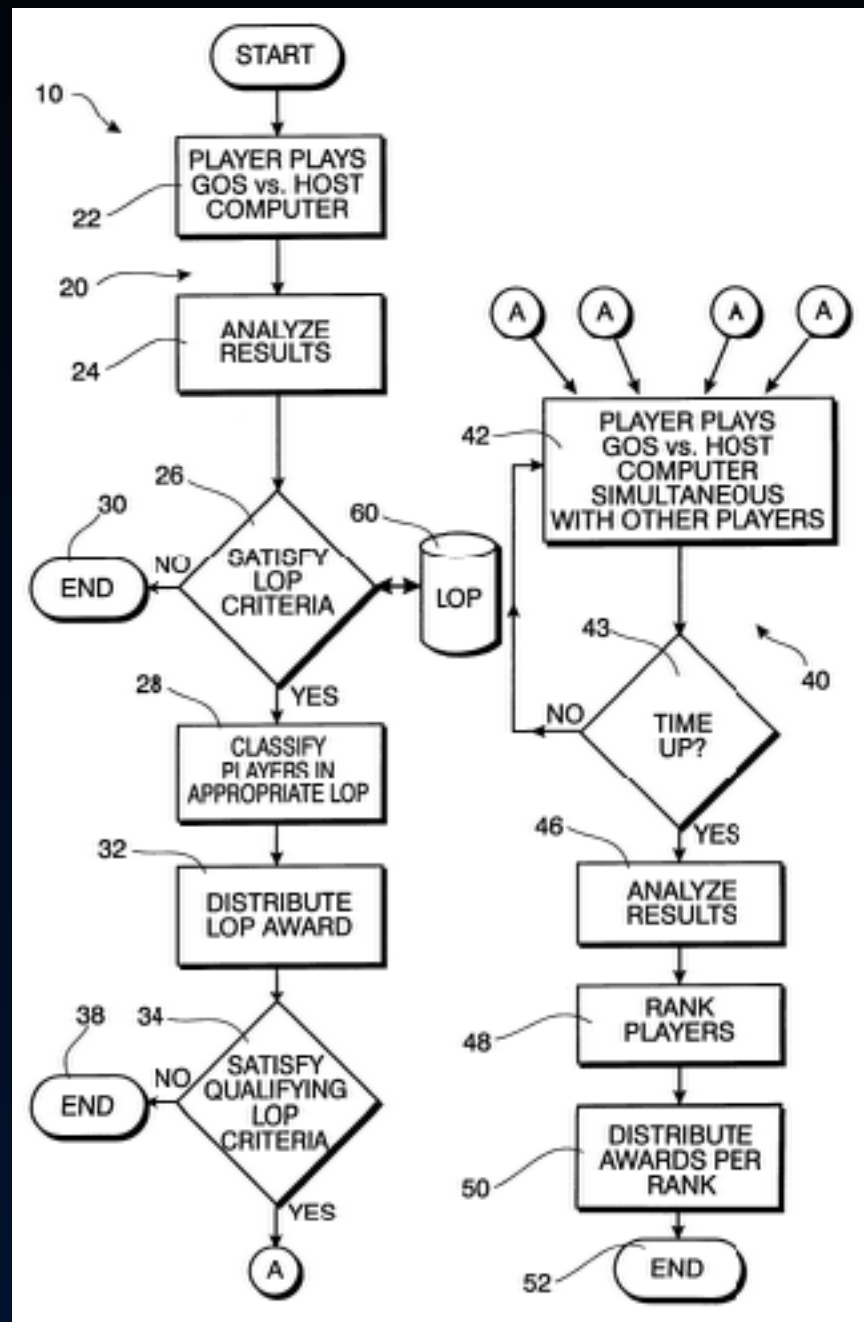 START
10
PLAYER PLAYS
GOS vs. HOST
COMPUTER
22
20
ANALYZE
RESULTS
24
26
30
END
NO
SATISFY
LOP
CRITERIA
60
LOP
YES
28
CLASSIFY
PLAYERS IN
APPROPRIATE LOP
32
DISTRIBUTE
LOP AWARD
34
38
END
NO
SATISFY
QUALIFYING
LOP
CRITERIA
YES
A
A
A
A
A
42
PLAYER PLAYS
GOS vs. HOST
COMPUTER
SIMULTANEOUS
WITH OTHER PLAYERS
43
40
NO
TIME
UP?
YES
46
ANALYZE
RESULTS
48
RANK
PLAYERS
50
DISTRIBUTE
AWARDS PER
RANK
52
END